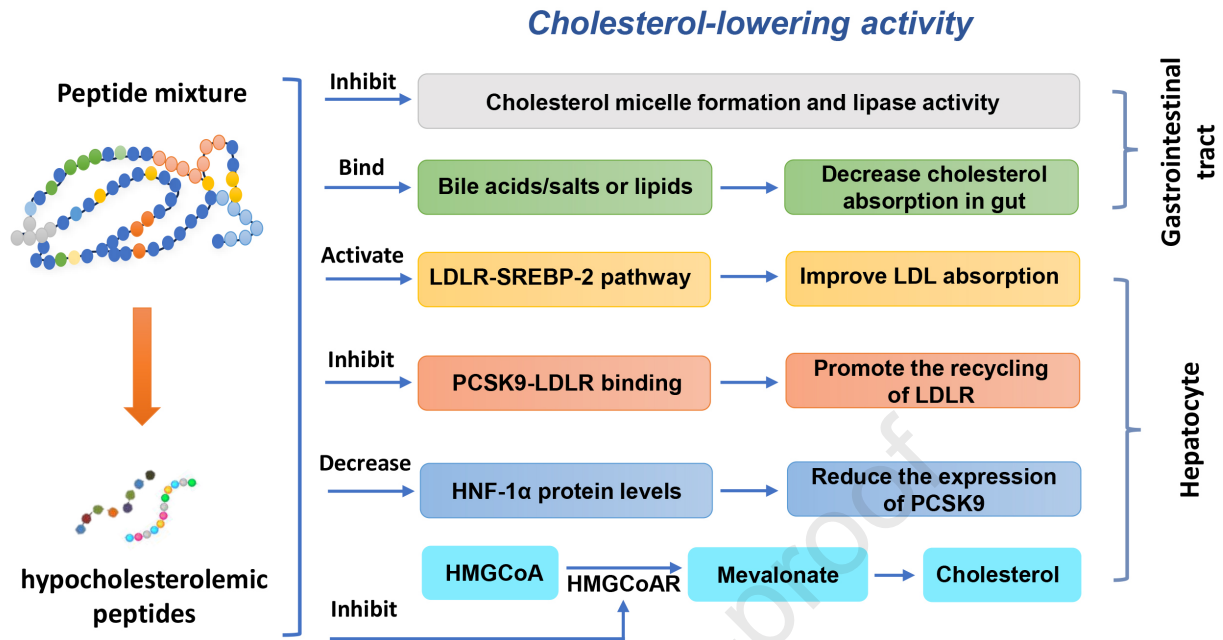 Cholesterol-lowering activity
Peptide mixture
hypocholesterolemic
peptides
Inhibit
Cholesterol micelle formation and lipase activity
Bind
Bile acids/salts or lipids
Decrease cholesterol
absorption in gut
Activate
LDLR-SREBP-2 pathway
Improve LDL absorption
Inhibit
PCSK9-LDLR binding
Promote the recycling
of LDLR
Decrease
HNF-1α protein levels
Reduce the expression
of PCSK9
HMGCoA
HMGCoAR
Mevalonate
Cholesterol
Inhibit
Gastrointestinal
tract
Hepatocyte
proof